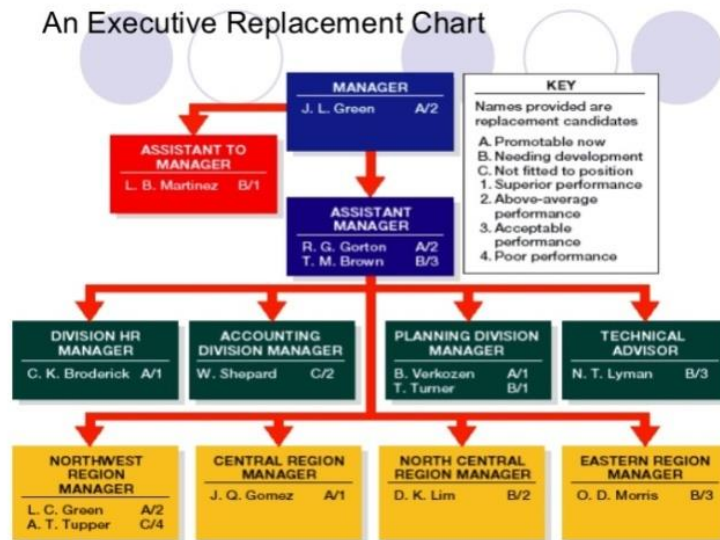 An Executive Replacement Chart
MANAGER
J. L. Green A/2
KEY
Names provided are
replacement candidates
A. Promotable now
B. Needing development
C. Not fitted to position
1. Superior performance
2. Above-average
performance
3. Acceptable
performance
4. Poor performance
ASSISTANT TO
MANAGER
L. B. Martinez B/1
ASSISTANT
MANAGER
R. G. Gorton A/2
T. M. Brown B/3
DIVISION HR
MANAGER
C. K. Broderick A/1
ACCOUNTING
DIVISION MANAGER
W. Shepard C/2
PLANNING DIVISION
MANAGER
B. Verkozen A/1
T. Turner B/1
TECHNICAL
ADVISOR
N. T. Lyman B/3
NORTHWEST
REGION
MANAGER
L. C. Green A/2
A. T. Tupper C/4
CENTRAL REGION
MANAGER
J. Q. Gomez A/1
NORTH CENTRAL
REGION MANAGER
D. K. Lim B/2
EASTERN REGION
MANAGER
O. D. Morris B/3